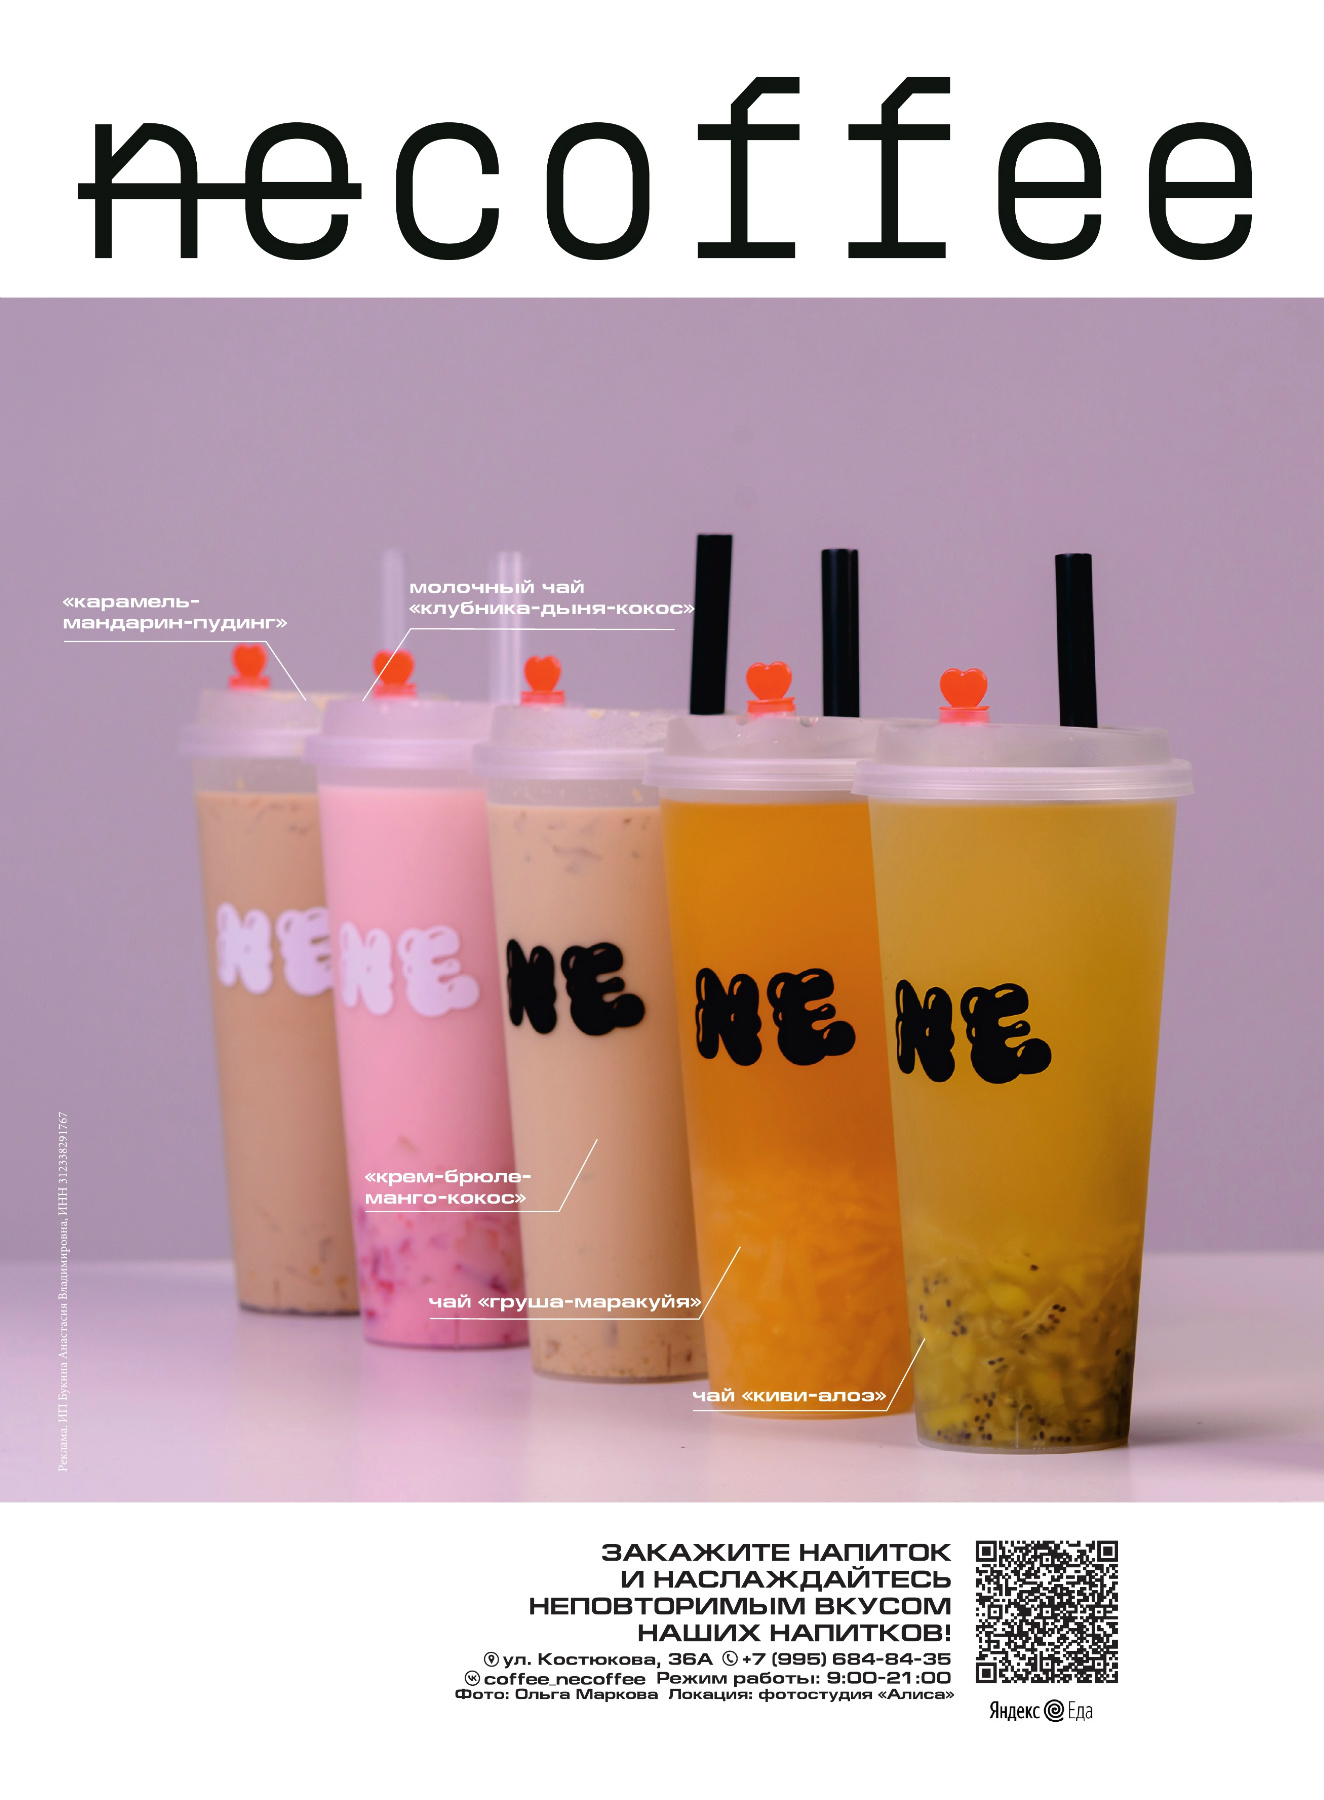 necoffee
«карамель-
мандарин-пудинг»
молочный чай
«клубника-дыня-кокос»
NE
NE
NE
NE
NE
«крем-брюле-
манго-кокос»
чай «груша-маракуйя»
чай «киви-алоэ»
Реклама. ИП Букина Анастасия Владимировна, ИНН 312338291767
ЗАКАЖИТЕ НАПИТОК
И НАСЛАЖДАЙТЕСЬ
НЕПОВТОРИМЫМ ВКУСОМ
НАШИХ НАПИТКОВ!
ул. Костюкова, 36А +7 (995) 684-84-35
coffee_necoffee Режим работы: 9:00-21:00
Фото: Ольга Маркова Локация: фотостудия «Алиса»
Яндекс Еда